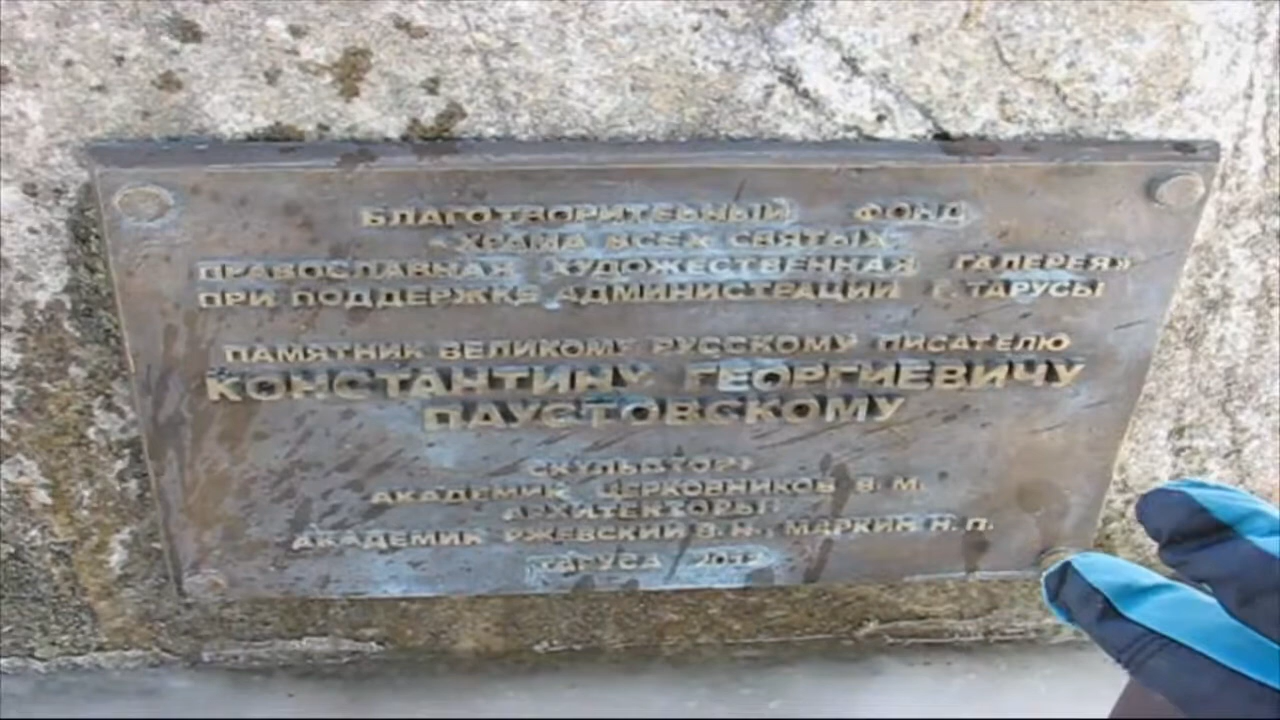 БЛАГОТВОРИТЕЛЬНЫЙ ФОНД
«ХРАМА ВСЕХ СВЯТЫХ
ПРАВОСЛАВНАЯ ХУДОЖЕСТВЕННАЯ ГАЛЕРЕЯ»
ПРИ ПОДДЕРЖКЕ АДМИНИСТРАЦИИ Г. ТАРУСЫ
ПАМЯТНИК ВЕЛИКОМУ РУССКОМУ ПИСАТЕЛЮ
КОНСТАНТИНУ ГЕОРГИЕВИЧУ
ПАУСТОВСКОМУ
СКУЛЬПТОР:
АКАДЕМИК ЦЕРКОВНИКОВ В. М.
АРХИТЕКТОРЫ:
АКАДЕМИК РЖЕВСКИЙ В. Н., МАРКИН Н. П.
ТАРУСА 2012